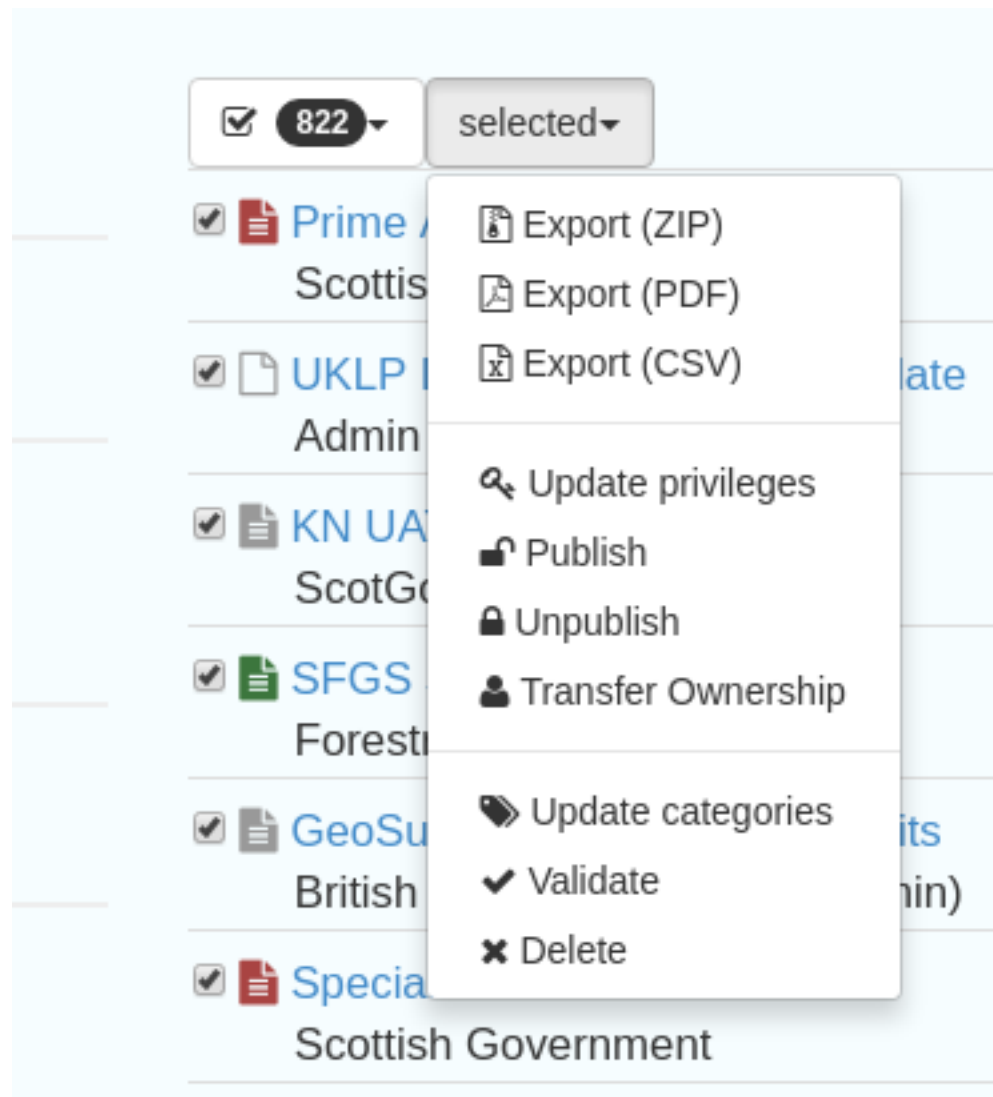 822 selected
Prime
Scottis
UKLP
late
Admin
KN UA
ScotGo
SFGS
Forest
GeoSu
its
British
nin)
Specia
Scottish Government
Export (ZIP)
Export (PDF)
Export (CSV)
Update privileges
Publish
Unpublish
Transfer Ownership
Update categories
Validate
Delete